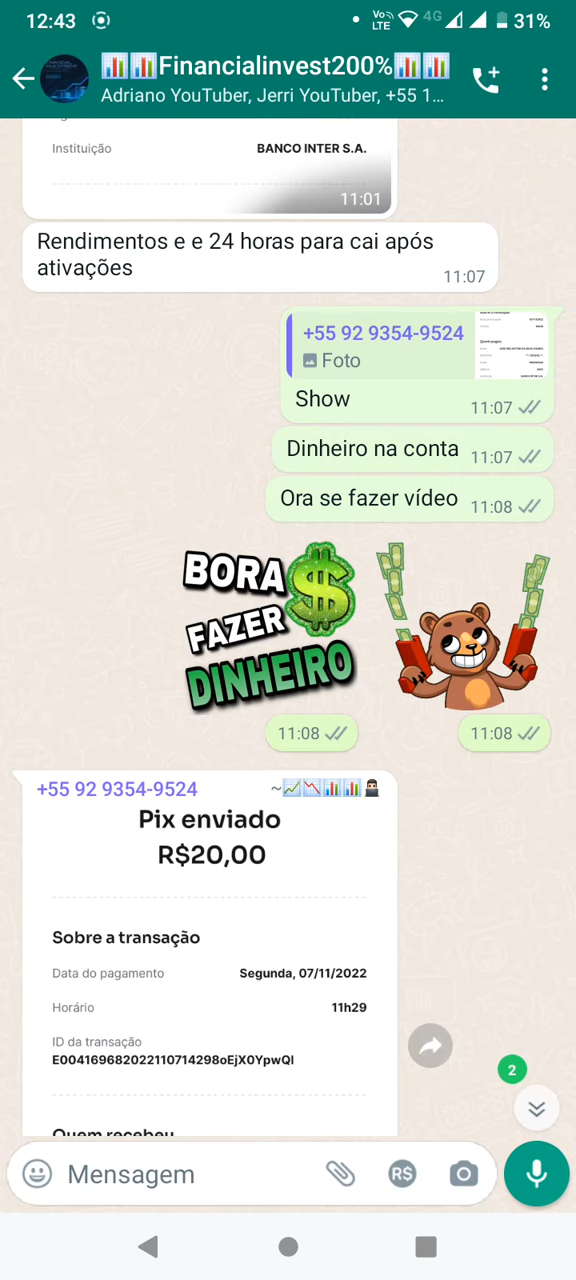 12:43
Vo))
LTE
4G
31%
📊📊Financialinvest200%📊📊
Adriano YouTuber, Jerri YouTuber, +55 1...
Instituição BANCO INTER S.A.
11:01
Rendimentos e e 24 horas para cai após
ativações
11:07
+55 92 9354-9524
Foto
Show
11:07
Dinheiro na conta 11:07
Ora se fazer vídeo 11:08
BORA
FAZER
DINHEIRO
11:08
11:08
+55 92 9354-9524 ~📈📉📊📊🥷🏻
Pix enviado
R$20,00
Sobre a transação
Data do pagamento Segunda, 07/11/2022
Horário 11h29
ID da transação
E004169682022110714298oEjX0YpwQl
Quem recebeu
2
Mensagem
R$